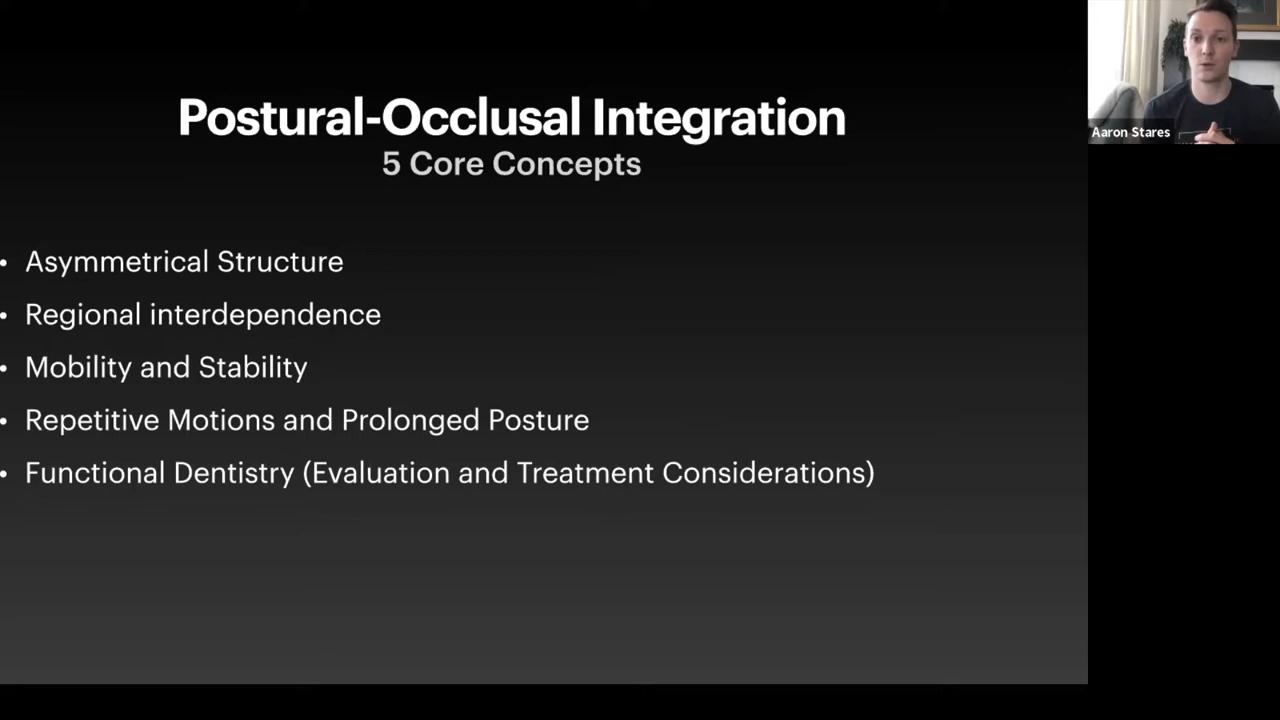 Postural-Occlusal Integration
5 Core Concepts
• Asymmetrical Structure
• Regional interdependence
• Mobility and Stability
• Repetitive Motions and Prolonged Posture
• Functional Dentistry (Evaluation and Treatment Considerations)
Aaron Stares